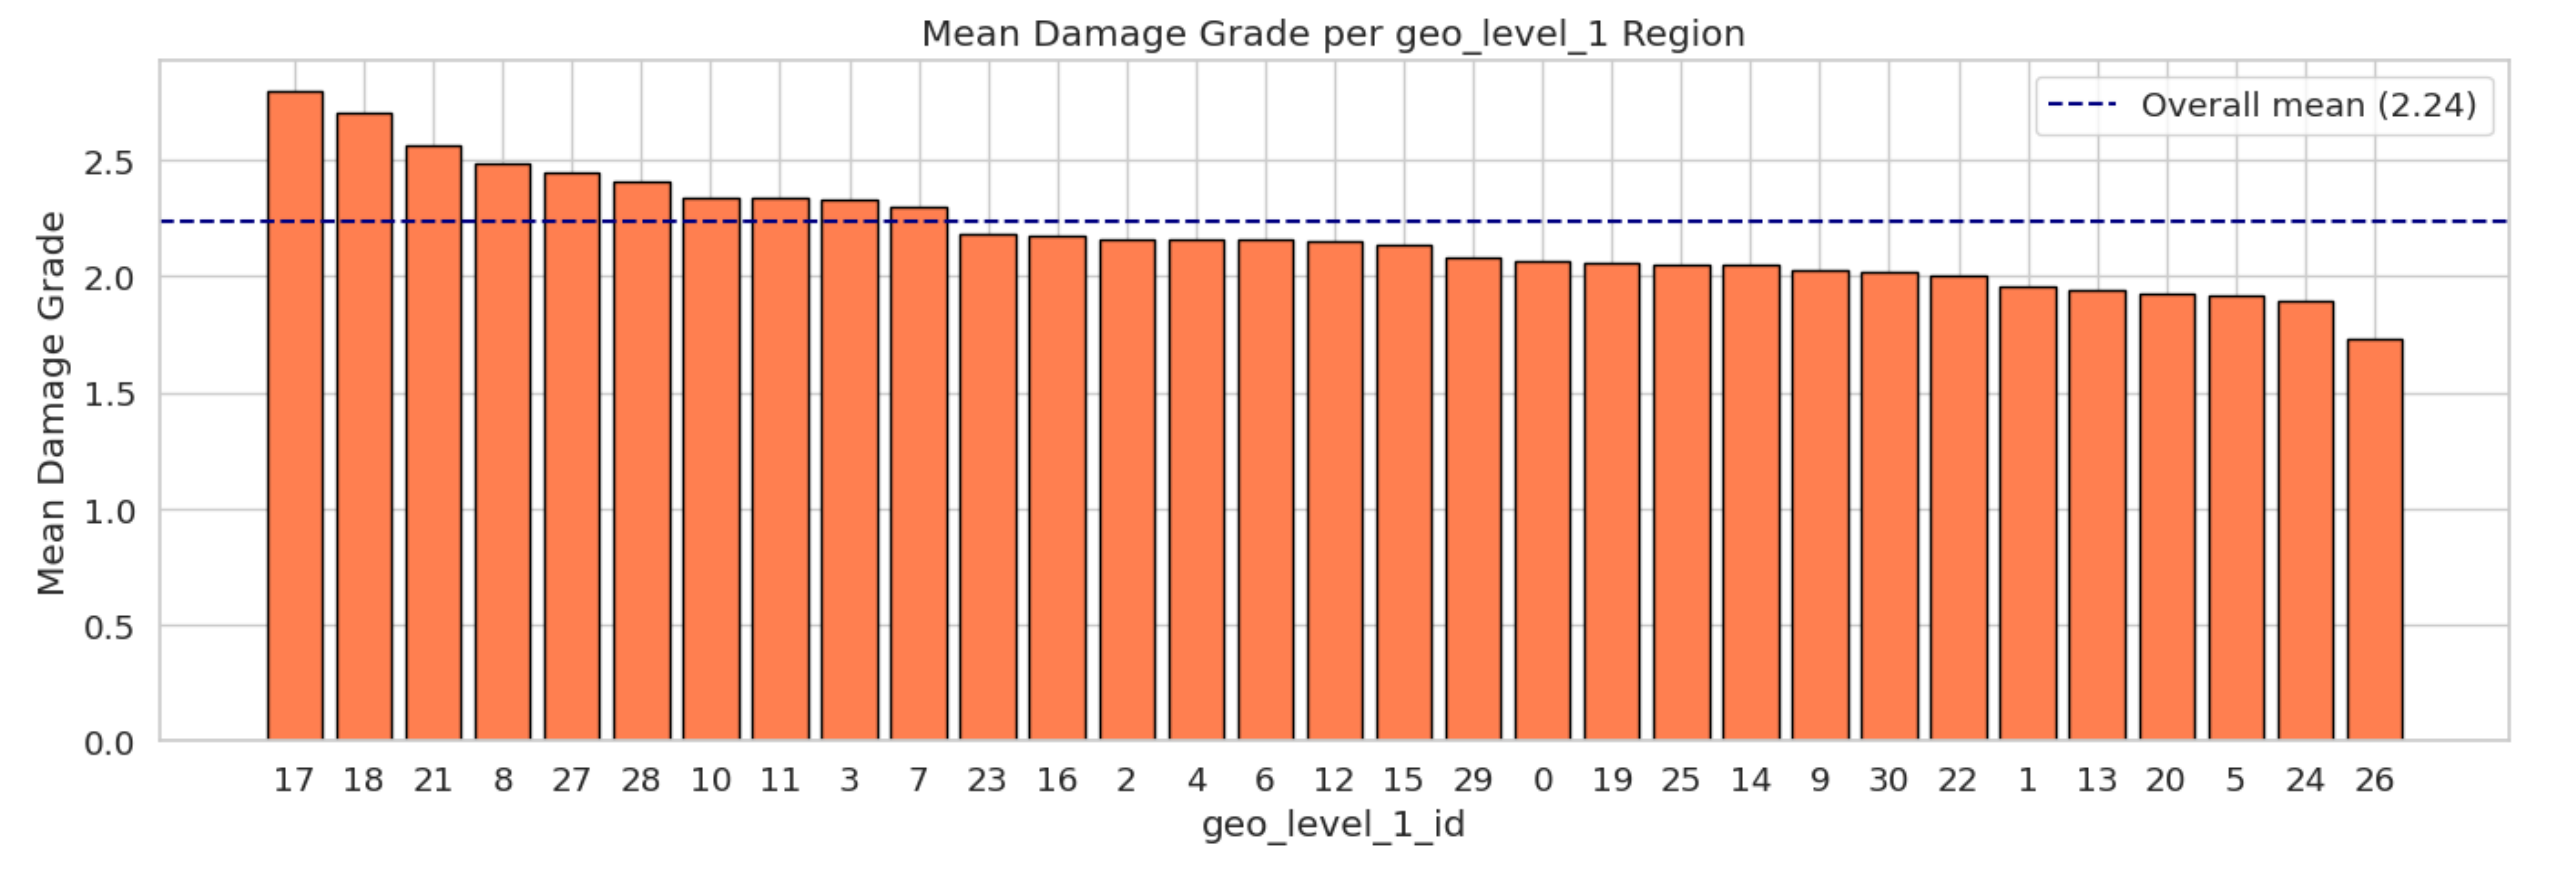 Mean Damage Grade per geo_level_1 Region
Overall mean (2.24)
Mean Damage Grade
2.5
2.0
1.5
1.0
0.5
0.0
17 18 21 8 27 28 10 11 3 7 23 16 2 4 6 12 15 29 0 19 25 14 9 30 22 1 13 20 5 24 26
geo_level_1_id